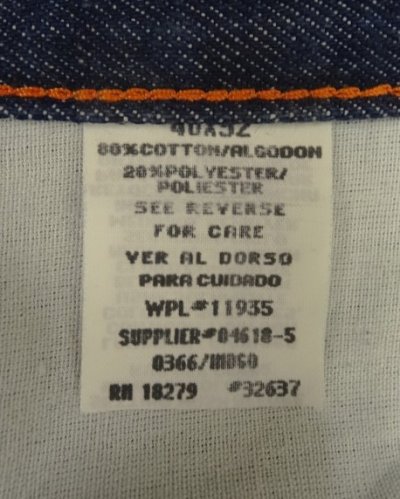 40X32
80%COTTON/ALGODON
20%POLYESTER/
POLIESTER
SEE REVERSE
FOR CARE
VER AL DORSO
PARA CUIDADO
WPL#11935
SUPPLIER#04618-5
0366/INDGO
RN 18279 #32637